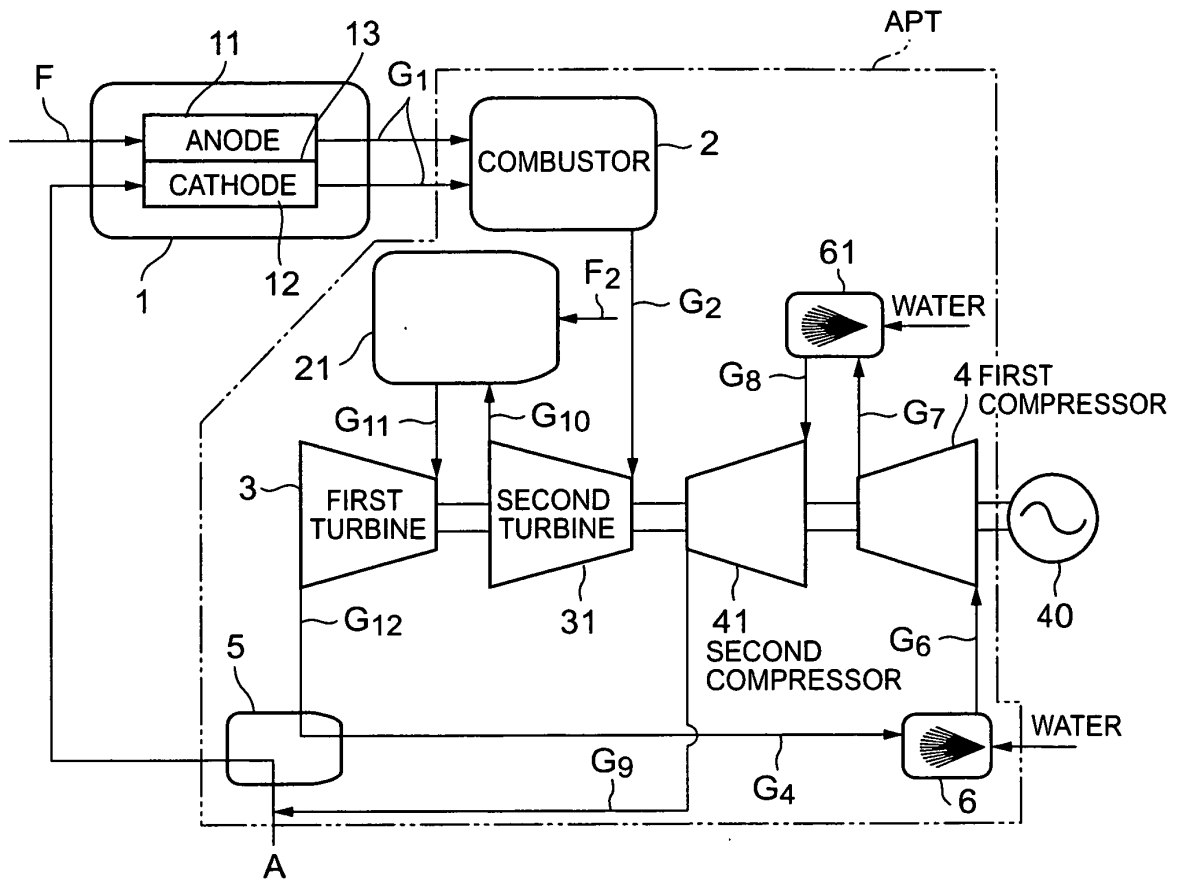 APT
11
13
F
G1
ANODE
CATHODE
COMBUSTOR
2
1
12
61
F2
G2
WATER
21
G8
4 FIRST
COMPRESSOR
G11
G10
G7
3
FIRST
TURBINE
SECOND
TURBINE
G12
31
41
SECOND
COMPRESSOR
G6
40
5
WATER
G9
G4
6
A